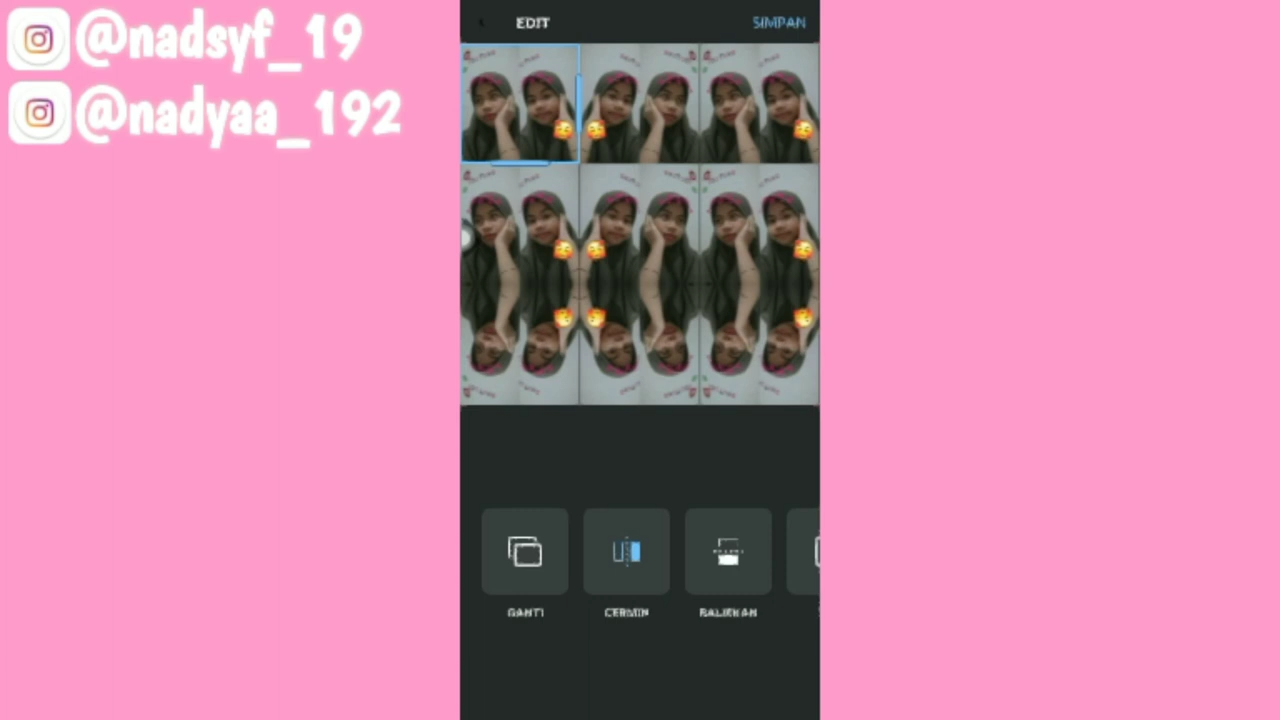 @nadsyf_19
@nadyaa_192
EDIT
SIMPAN
GANTI
CERMIN
BALIKKAN